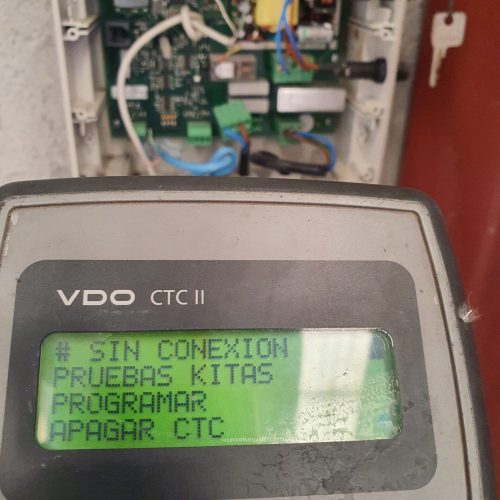 VDO CTC II
# SIN CONEXION
PRUEBAS KITAS
PROGRAMAR
APAGAR CTC